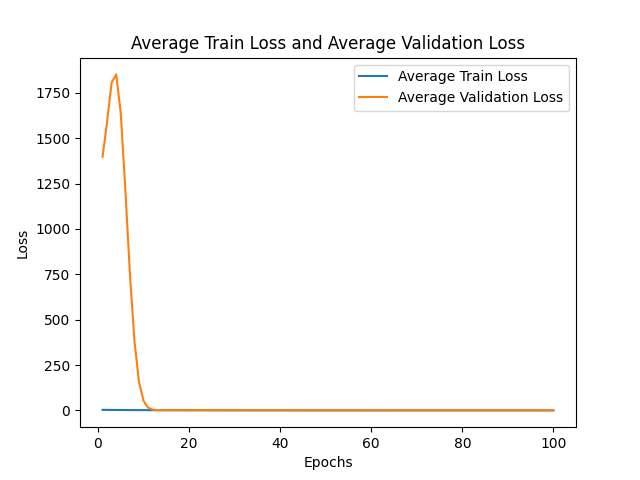 Average Train Loss and Average Validation Loss
Average Train Loss
Average Validation Loss
1750
1500
1250
1000
750
500
250
0
Loss
0 20 40 60 80 100
Epochs